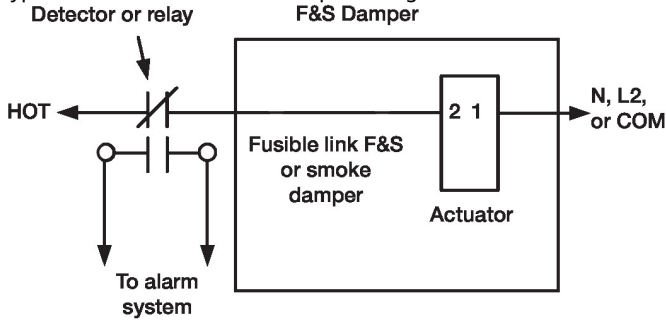 Detector or relay
F&S Damper
HOT
2 1
N, L2,
or COM
Fusible link F&S
or smoke
damper
Actuator
To alarm
system